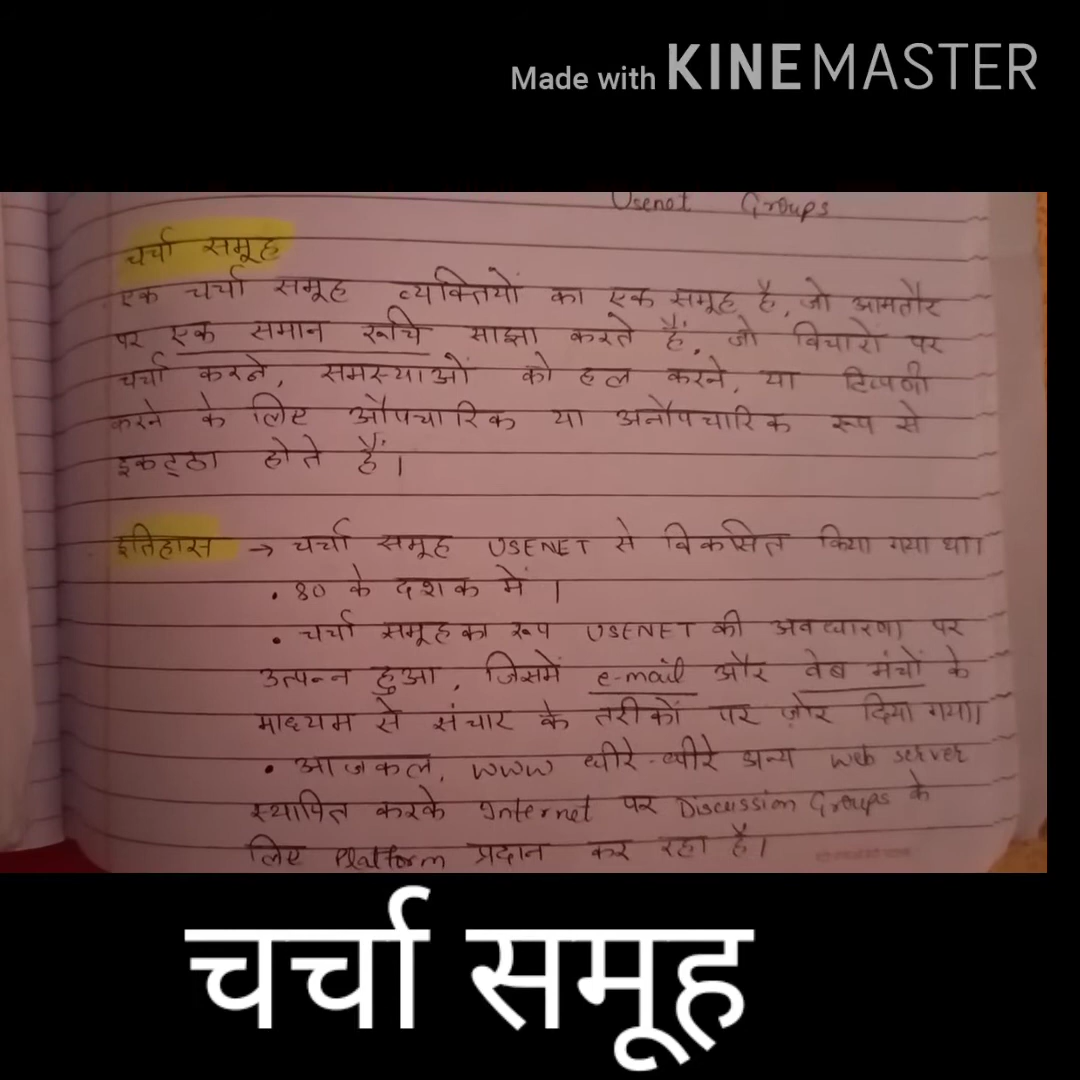 Made with KINEMASTER
Usenet Groups
चर्चा समूह
एक चर्चा समूह व्यक्तियों का एक समूह है, जो आमतौर
पर एक समान रूचि साझा करते हैं, जो विचारो पर
चर्चा करने, समस्याओं को हल करने, या टिप्पणी
करने के लिए औपचारिक या अनौपचारिक रूप से
इकट्ठा होते हैं।
इतिहास → चर्चा समूह USENET से विकसित किया गया था।
• 80 के दशक में।
• चर्चा समूह का रूप USENET की अवधारणा पर
उत्पन्न हुआ, जिसमें e-mail और वेब मंचों के
माध्यम से संचार के तरीकों पर ज़ोर दिया गया।
• आजकल, www धीरे-धीरे अन्य web server
स्थापित करके Internet पर Discussion Groups के
लिए Platform प्रदान कर रहा है।
चर्चा समूह